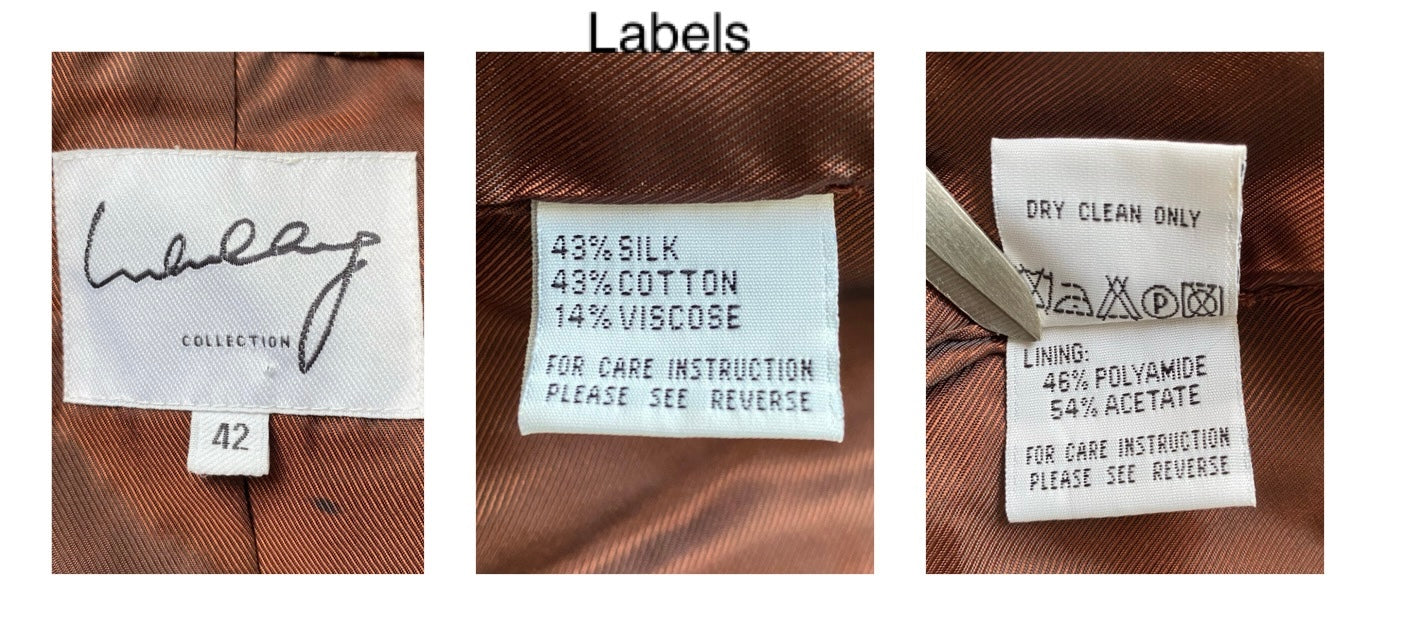 Labels
COLLECTION
42
43% SILK
43% COTTON
14% VISCOSE
FOR CARE INSTRUCTION
PLEASE SEE REVERSE
DRY CLEAN ONLY
P
LINING:
46% POLYAMIDE
54% ACETATE
FOR CARE INSTRUCTION
PLEASE SEE REVERSE